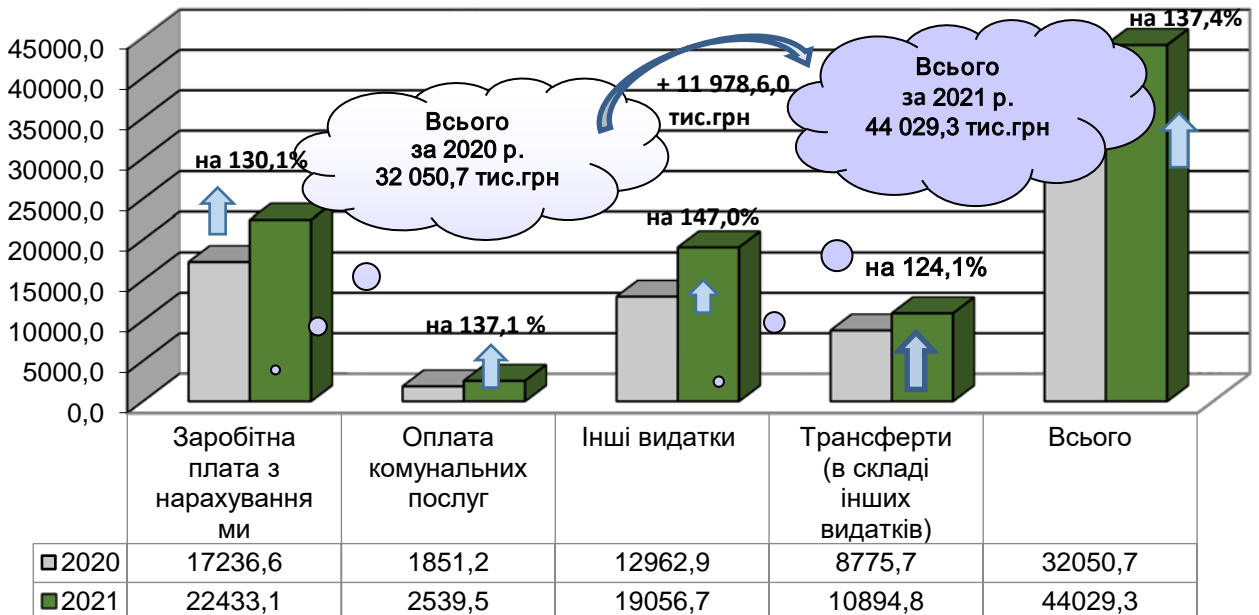 на 137,4%
45000,0
40000,0
35000,0
30000,0
25000,0
20000,0
15000,0
10000,0
5000,0
0,0
Всього
за 2020 р.
32 050,7 тис.грн
+ 11 978,6,0
тис.грн
Всього
за 2021 р.
44 029,3 тис.грн
на 130,1%
на 137,1 %
на 147,0%
на 124,1%
Заробітна
плата з
нарахування
ми
Оплата
комунальних
послуг
Інші видатки
Трансферти
(в складі
інших
видатків)
Всього
2020 17236,6 1851,2 12962,9 8775,7 32050,7
2021 22433,1 2539,5 19056,7 10894,8 44029,3